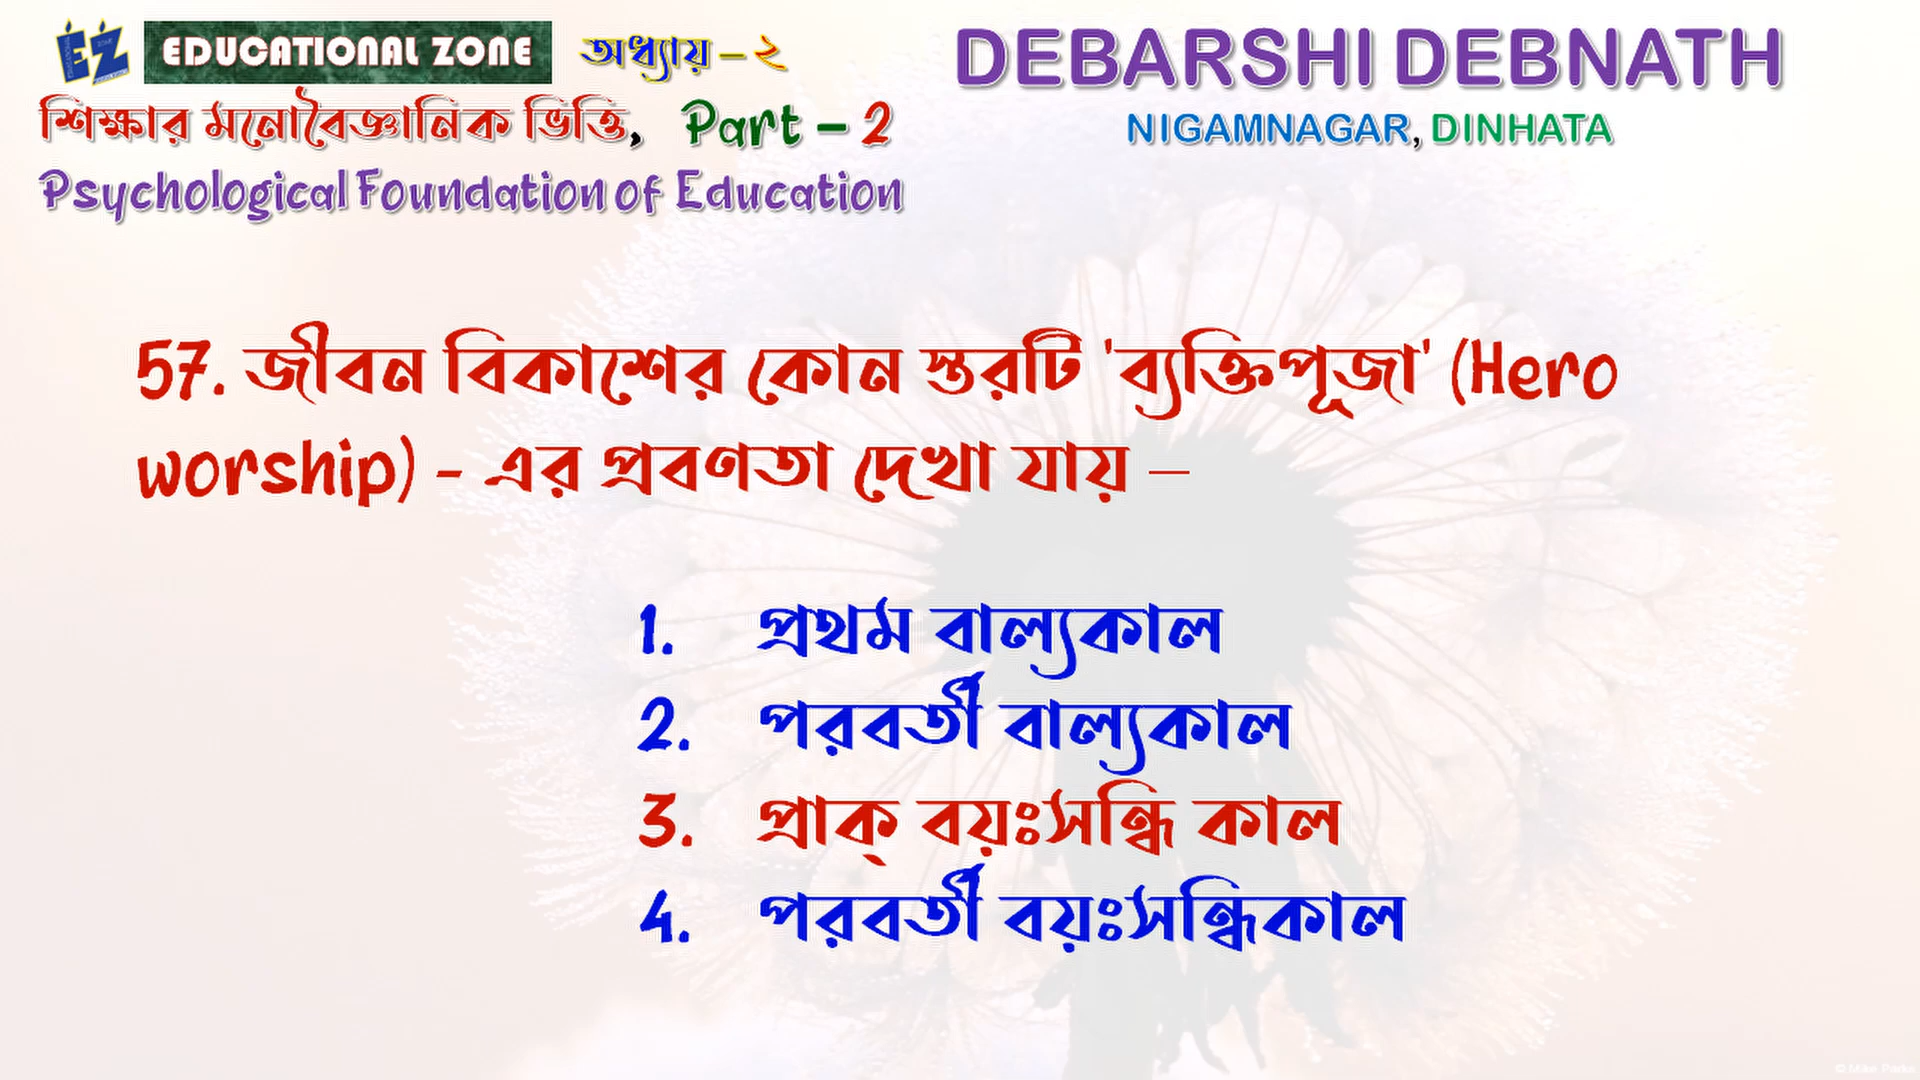 EZ EDUCATIONAL ZONE অধ্যায় – ২ DEBARSHI DEBNATH
শিক্ষার মনোবৈজ্ঞানিক ভিত্তি, Part – 2 NIGAMNAGAR, DINHATA
Psychological Foundation of Education
57. জীবন বিকাশের কোন স্তরটি 'ব্যক্তিপূজা' (Hero
worship) - এর প্রবণতা দেখা যায় –
1. প্রথম বাল্যকাল
2. পরবর্তী বাল্যকাল
3. প্রাক্ বয়ঃসন্ধি কাল
4. পরবর্তী বয়ঃসন্ধিকাল